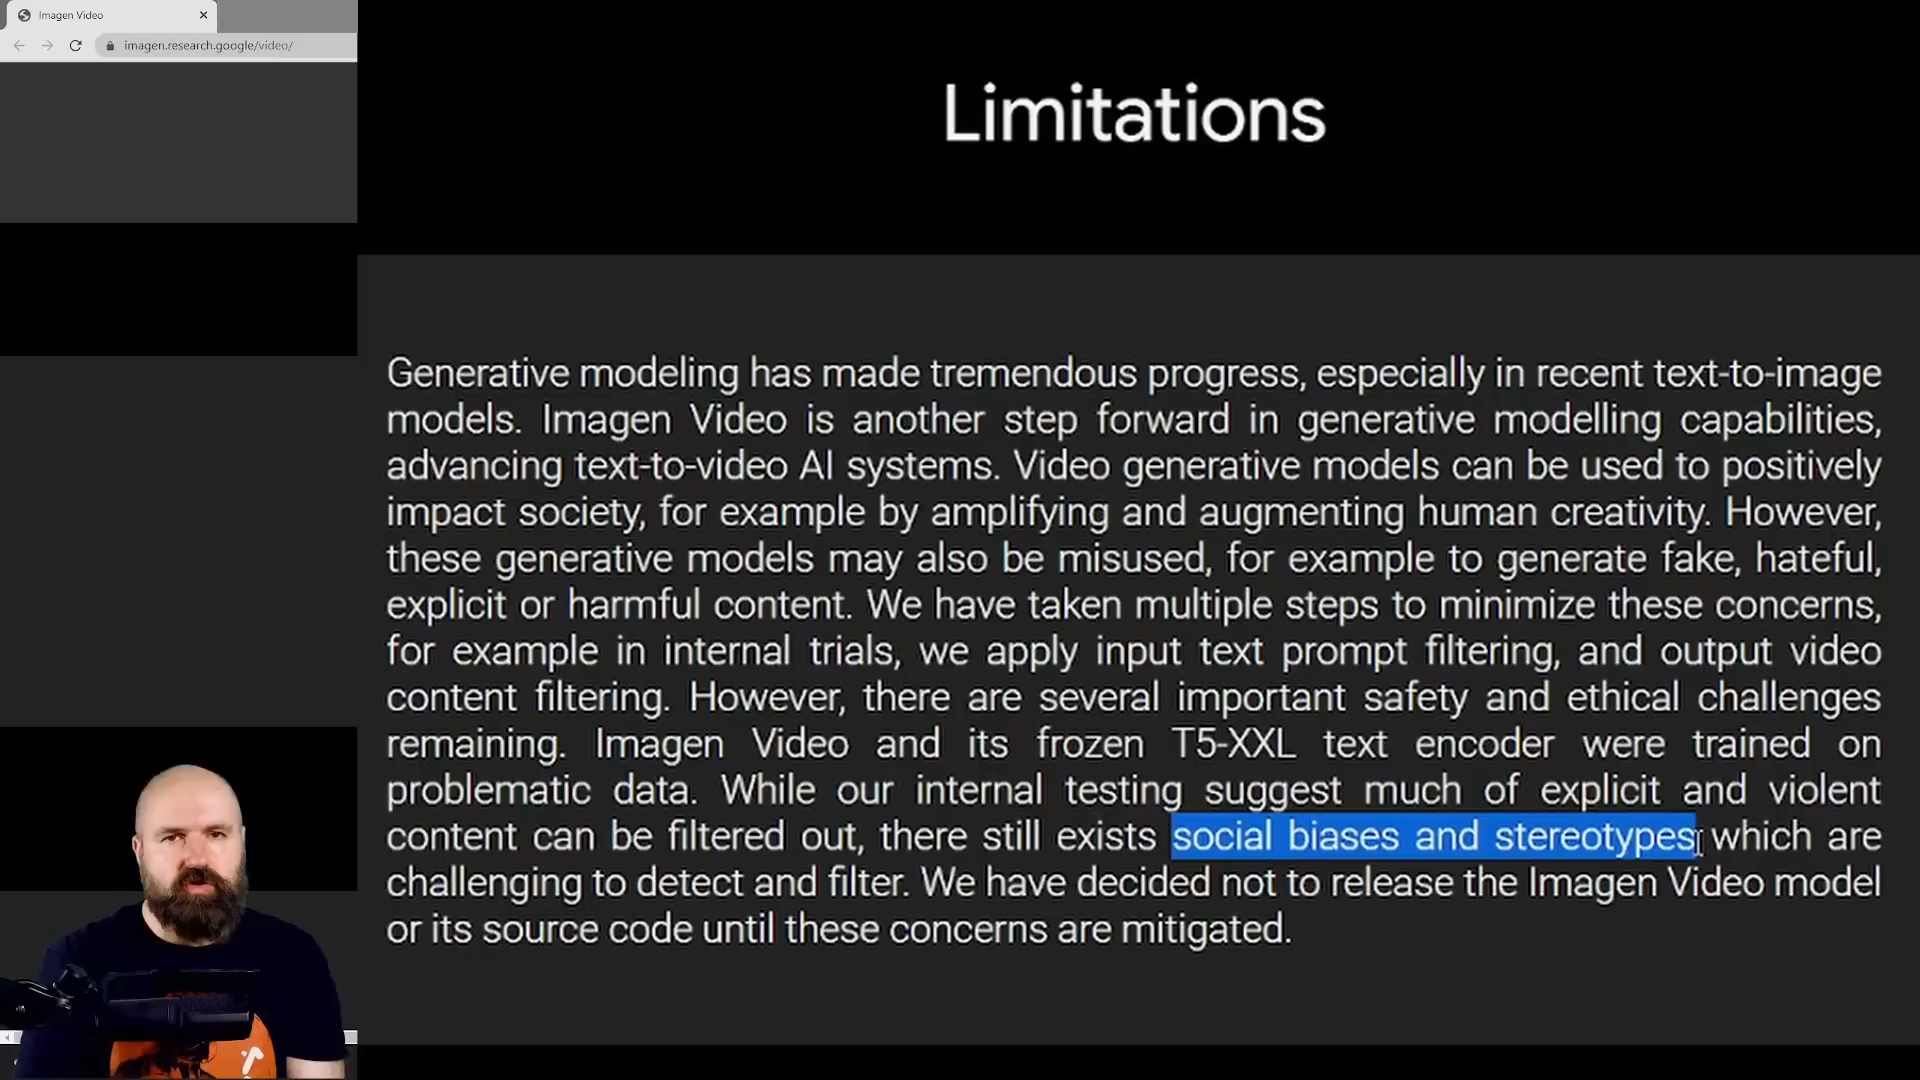 Imagen Video
imagen.research.google/video/
Limitations
Generative modeling has made tremendous progress, especially in recent text-to-image
models. Imagen Video is another step forward in generative modelling capabilities,
advancing text-to-video AI systems. Video generative models can be used to positively
impact society, for example by amplifying and augmenting human creativity. However,
these generative models may also be misused, for example to generate fake, hateful,
explicit or harmful content. We have taken multiple steps to minimize these concerns,
for example in internal trials, we apply input text prompt filtering, and output video
content filtering. However, there are several important safety and ethical challenges
remaining. Imagen Video and its frozen T5-XXL text encoder were trained on
problematic data. While our internal testing suggest much of explicit and violent
content can be filtered out, there still exists social biases and stereotypes which are
challenging to detect and filter. We have decided not to release the Imagen Video model
or its source code until these concerns are mitigated.